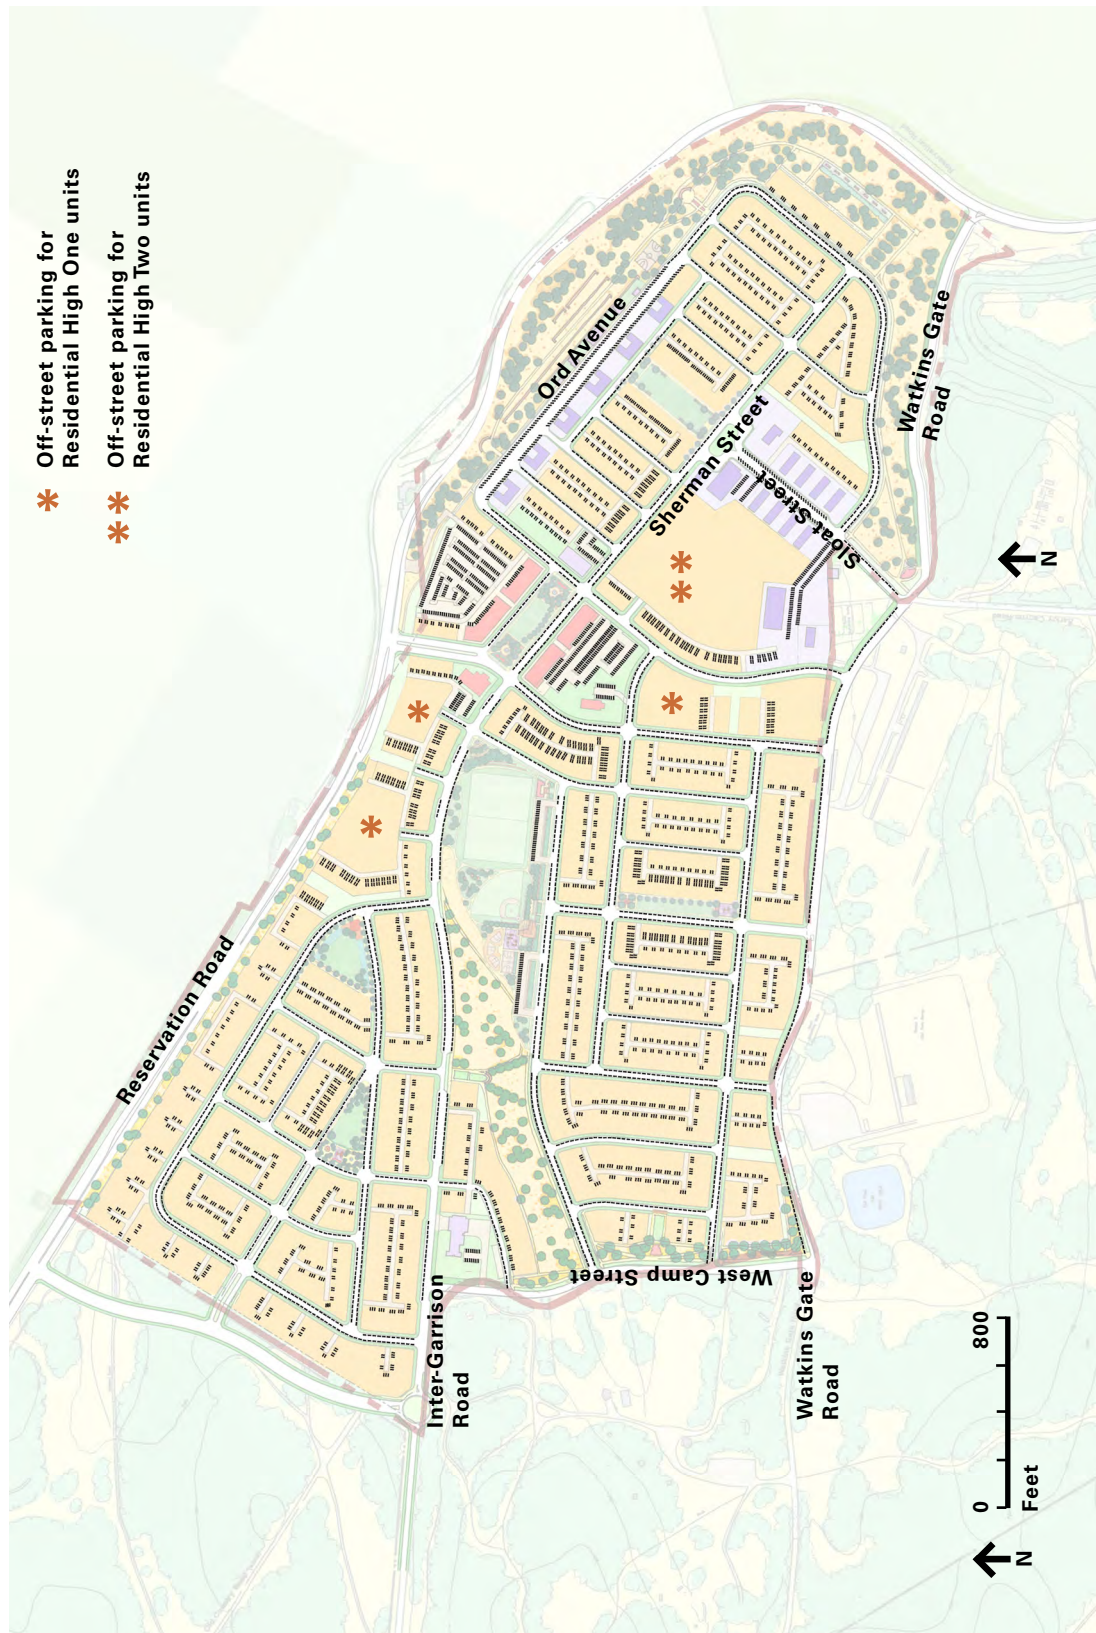 *
Off-street parking for
Residential High One units
**
Off-street parking for
Residential High Two units
Reservation Road
Ord Avenue
Sherman Street
Sloat Street
Watkins Gate
Road
*
*
*
**
West Camp Street
Inter-Garrison
Road
Watkins Gate
Road
N
N
0
800
Feet